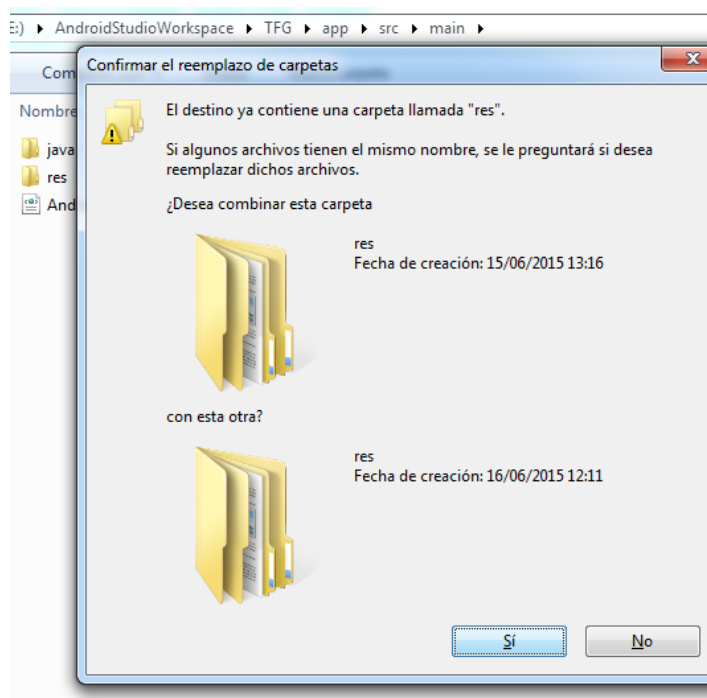 E:) ▸ AndroidStudioWorkspace ▸ TFG ▸ app ▸ src ▸ main ▸
Confirmar el reemplazo de carpetas
Com
Nombre
java
res
And
El destino ya contiene una carpeta llamada "res".
Si algunos archivos tienen el mismo nombre, se le preguntará si desea
reemplazar dichos archivos.
¿Desea combinar esta carpeta
res
Fecha de creación: 15/06/2015 13:16
con esta otra?
res
Fecha de creación: 16/06/2015 12:11
Sí
No